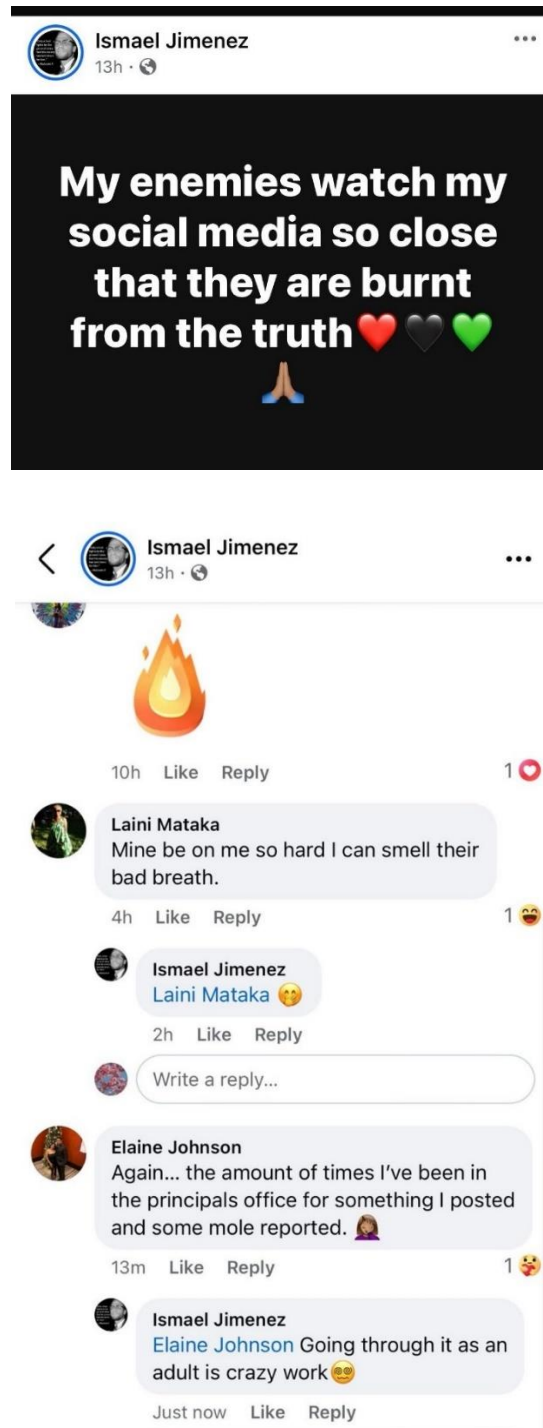 Ismael Jimenez
13h ·
My enemies watch my
social media so close
that they are burnt
from the truth❤️🖤💚
🙏🏽
Ismael Jimenez
13h ·
10h Like Reply 1
Laini Mataka
Mine be on me so hard I can smell their
bad breath.
4h Like Reply 1 😄
Ismael Jimenez
Laini Mataka 🤭
2h Like Reply
Write a reply...
Elaine Johnson
Again... the amount of times I’ve been in
the principals office for something I posted
and some mole reported. 🤦🏾‍♀️
13m Like Reply 1
Ismael Jimenez
Elaine Johnson Going through it as an
adult is crazy work😵‍💫
Just now Like Reply